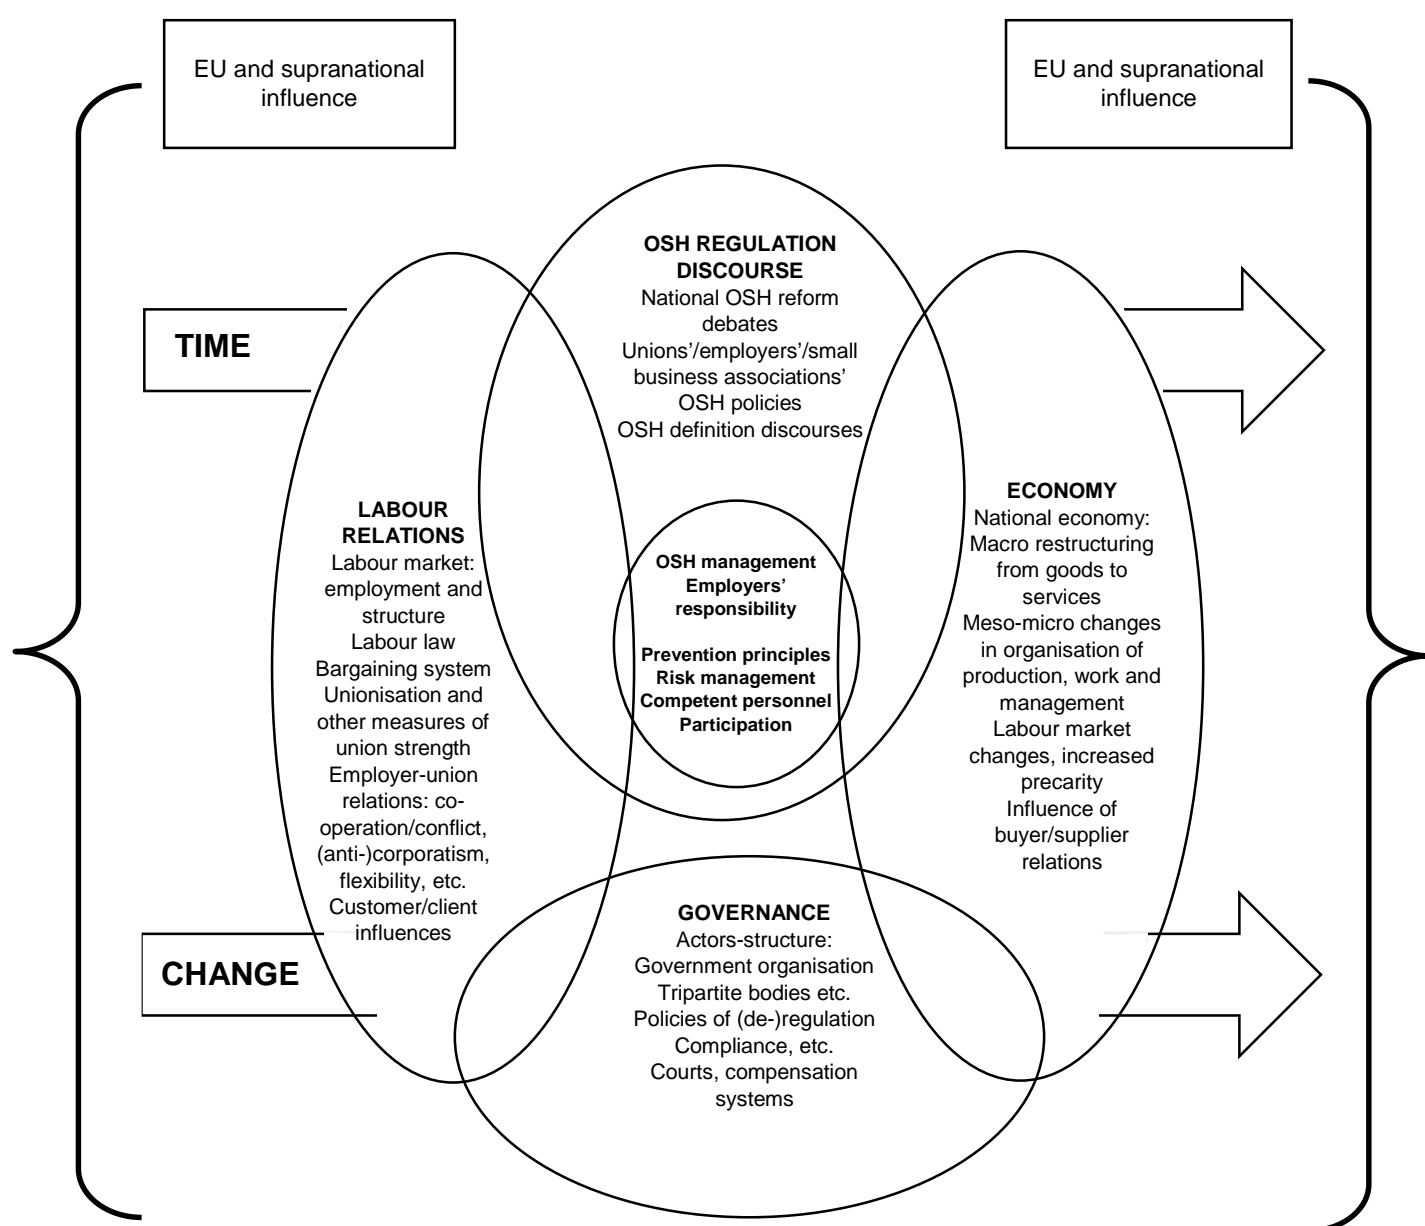 EU and supranational
influence
EU and supranational
influence
OSH REGULATION
DISCOURSE
National OSH reform
debates
Unions’/employers’/small
business associations’
OSH policies
OSH definition discourses
TIME
LABOUR
RELATIONS
Labour market:
employment and
structure
Labour law
Bargaining system
Unionisation and
other measures of
union strength
Employer-union
relations: co-
operation/conflict,
(anti-)corporatism,
flexibility, etc.
Customer/client
influences
OSH management
Employers’
responsibility
Prevention principles
Risk management
Competent personnel
Participation
ECONOMY
National economy:
Macro restructuring
from goods to
services
Meso-micro changes
in organisation of
production, work and
management
Labour market
changes, increased
precarity
Influence of
buyer/supplier
relations
CHANGE
GOVERNANCE
Actors-structure:
Government organisation
Tripartite bodies etc.
Policies of (de-)regulation
Compliance, etc.
Courts, compensation
systems